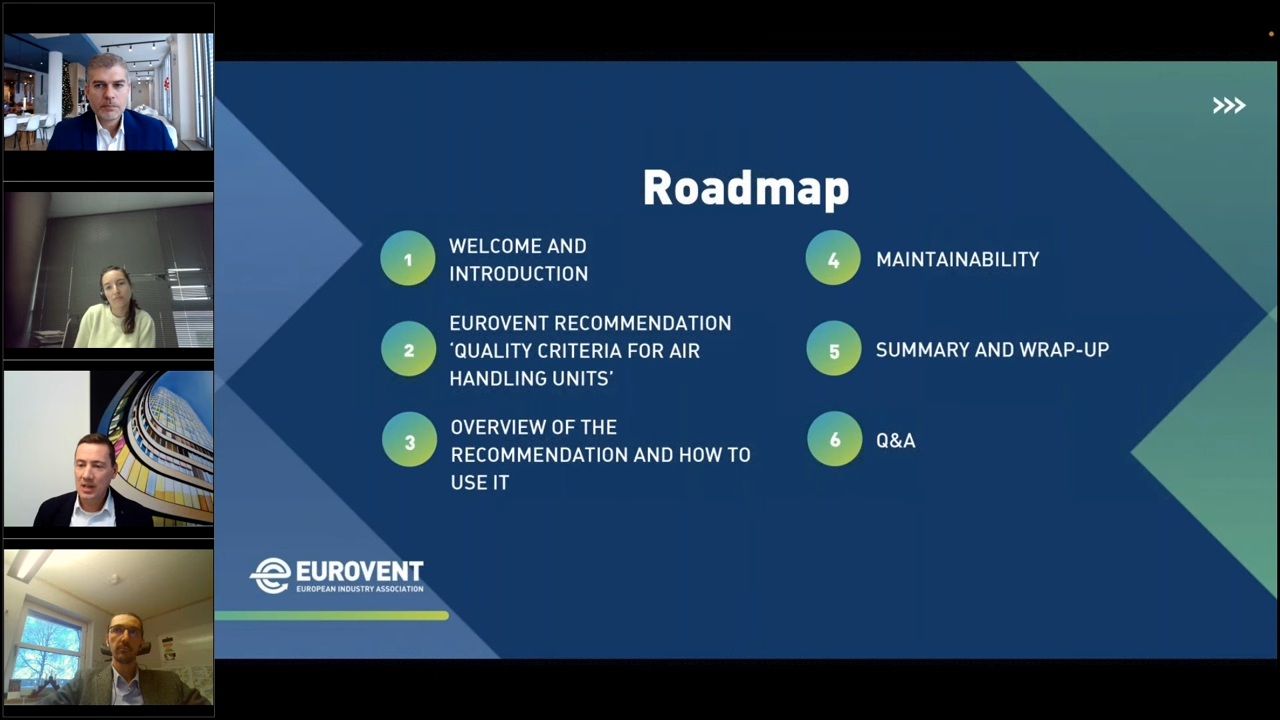 Roadmap
1
WELCOME AND
INTRODUCTION
2
EUROVENT RECOMMENDATION
‘QUALITY CRITERIA FOR AIR
HANDLING UNITS’
3
OVERVIEW OF THE
RECOMMENDATION AND HOW TO
USE IT
4
MAINTAINABILITY
5
SUMMARY AND WRAP-UP
6
Q&A
EUROVENT
EUROPEAN INDUSTRY ASSOCIATION